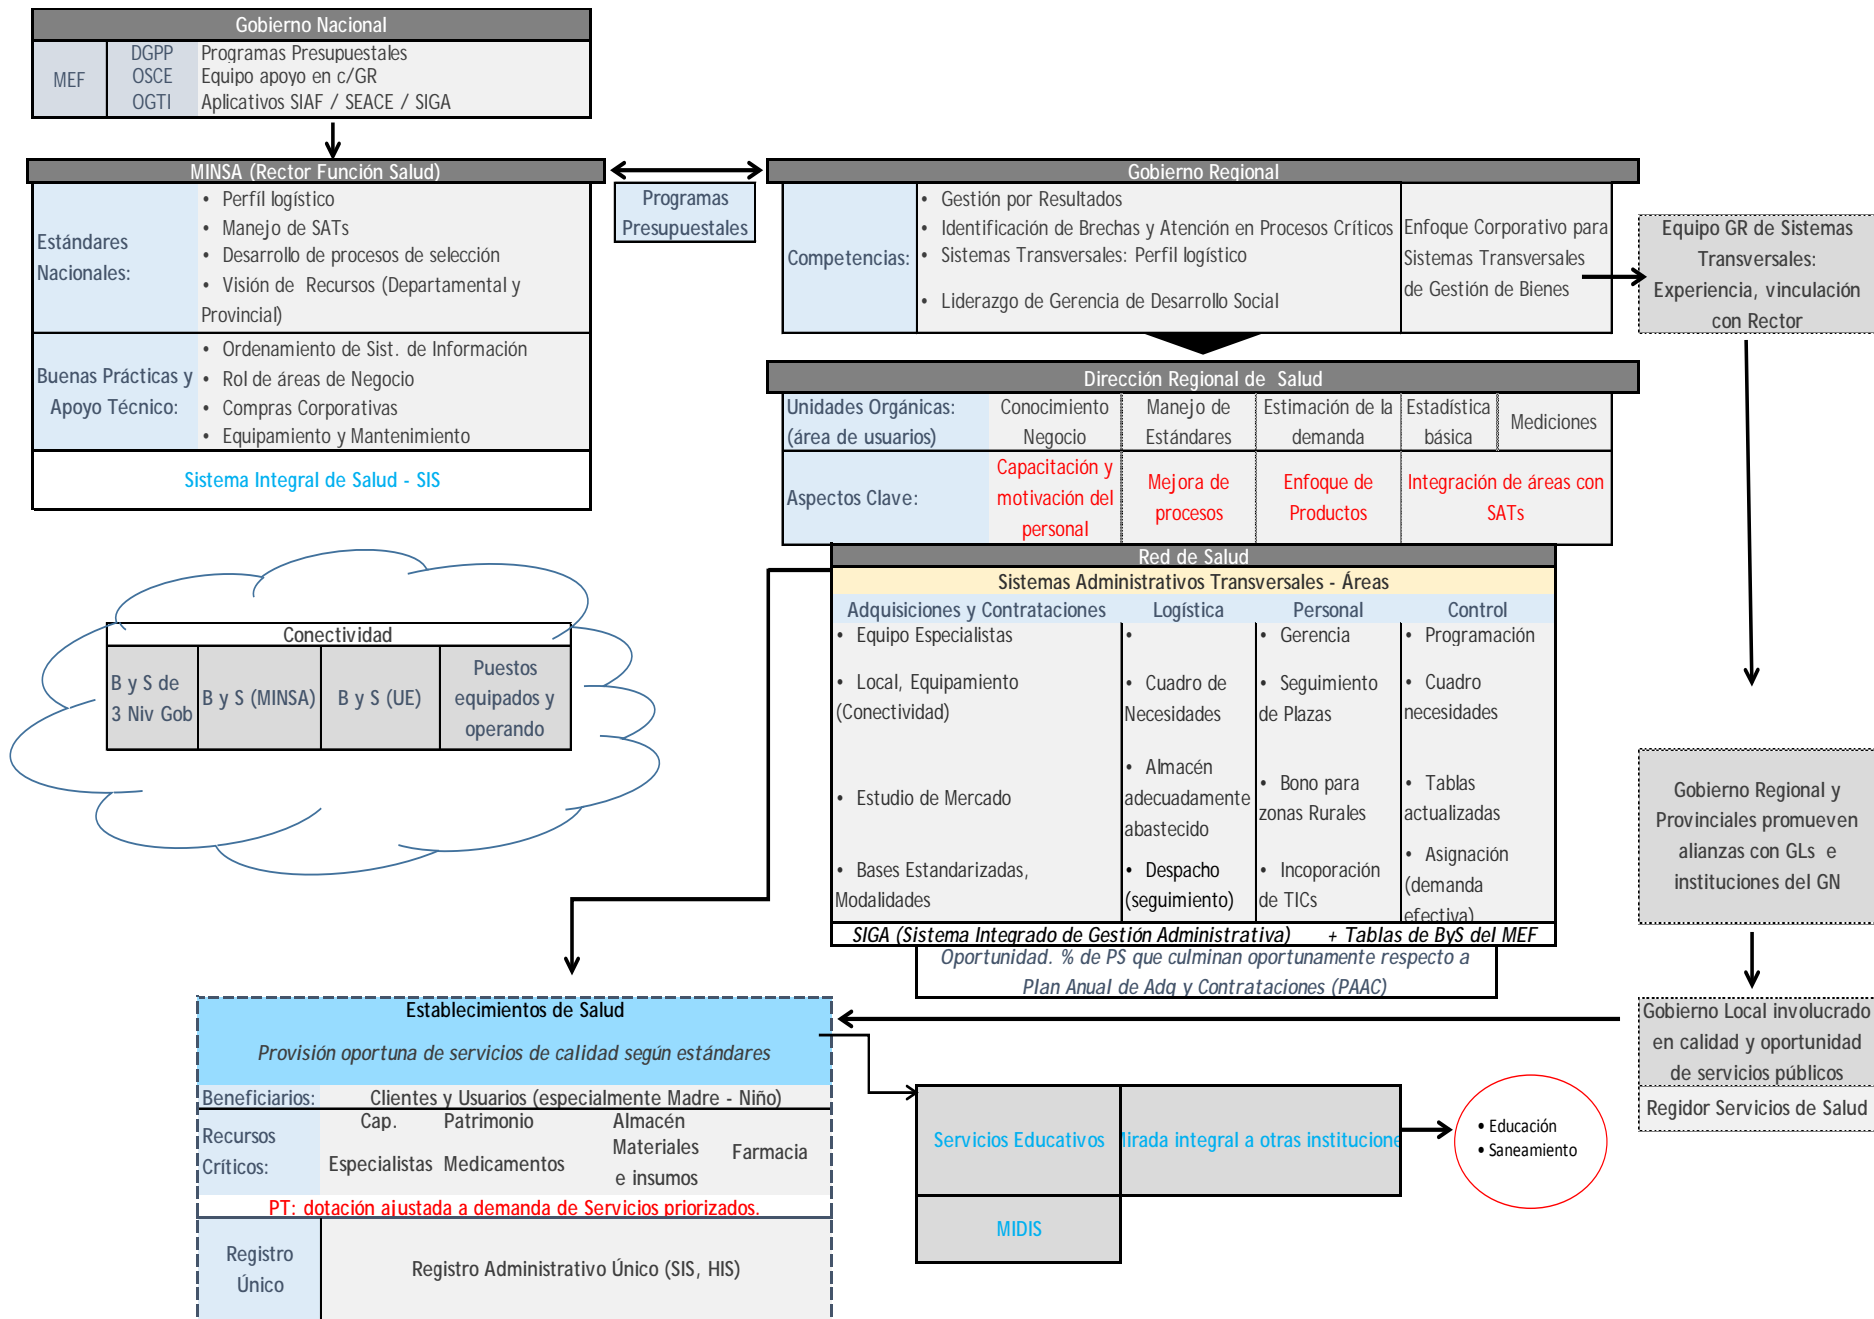 Gobierno Nacional
MEF
DGPP Programas Presupuestales
OSCE Equipo apoyo en c/GR
OGTI Aplicativos SIAF / SEACE / SIGA
MINSA (Rector Función Salud)
Estándares
Nacionales:
• Perfíl logístico
• Manejo de SATs
• Desarrollo de procesos de selección
• Visión de Recursos (Departamental y
Provincial)
Buenas Prácticas y
Apoyo Técnico:
• Ordenamiento de Sist. de Información
• Rol de áreas de Negocio
• Compras Corporativas
• Equipamiento y Mantenimiento
Sistema Integral de Salud - SIS
Programas
Presupuestales
Gobierno Regional
Competencias:
• Gestión por Resultados
• Identificación de Brechas y Atención en Procesos Críticos
• Sistemas Transversales: Perfil logístico
• Liderazgo de Gerencia de Desarrollo Social
Enfoque Corporativo para
Sistemas Transversales
de Gestión de Bienes
Equipo GR de Sistemas
Transversales:
Experiencia, vinculación
con Rector
Dirección Regional de Salud
Unidades Orgánicas:
(área de usuarios)
Conocimiento
Negocio
Manejo de
Estándares
Estimación de la
demanda
Estadística
básica
Mediciones
Aspectos Clave:
Capacitación y
motivación del
personal
Mejora de
procesos
Enfoque de
Productos
Integración de áreas con
SATs
Red de Salud
Sistemas Administrativos Transversales - Áreas
Adquisiciones y Contrataciones
• Equipo Especialistas
• Local, Equipamiento
(Conectividad)
• Estudio de Mercado
• Bases Estandarizadas,
Modalidades
Logística
•
• Cuadro de
Necesidades
• Almacén
adecuadamente
abastecido
• Despacho
(seguimiento)
Personal
• Gerencia
• Seguimiento
de Plazas
• Bono para
zonas Rurales
• Incoporación
de TICs
Control
• Programación
• Cuadro
necesidades
• Tablas
actualizadas
• Asignación
(demanda
efectiva)
SIGA (Sistema Integrado de Gestión Administrativa) + Tablas de ByS del MEF
Oportunidad. % de PS que culminan oportunamente respecto a
Plan Anual de Adq y Contrataciones (PAAC)
Conectividad
B y S de
3 Niv Gob
B y S (MINSA)
B y S (UE)
Puestos
equipados y
operando
Gobierno Regional y
Provinciales promueven
alianzas con GLs e
instituciones del GN
Gobierno Local involucrado
en calidad y oportunidad
de servicios públicos
Regidor Servicios de Salud
Establecimientos de Salud
Provisión oportuna de servicios de calidad según estándares
Beneficiarios: Clientes y Usuarios (especialmente Madre - Niño)
Recursos
Críticos:
Cap.
Especialistas
Patrimonio
Medicamentos
Almacén
Materiales
e insumos
Farmacia
PT: dotación ajustada a demanda de Servicios priorizados.
Registro
Único
Registro Administrativo Único (SIS, HIS)
Servicios Educativos
Mirada integral a otras institucione
MIDIS
• Educación
• Saneamiento